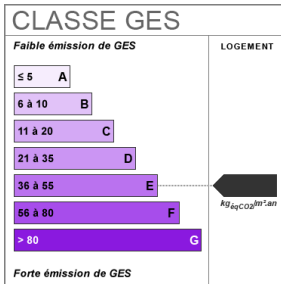 CLASSE GES
Faible émission de GES
LOGEMENT
≤ 5 A
6 à 10 B
11 à 20 C
21 à 35 D
36 à 55 E
kgéqCO2/m².an
56 à 80 F
> 80 G
Forte émission de GES